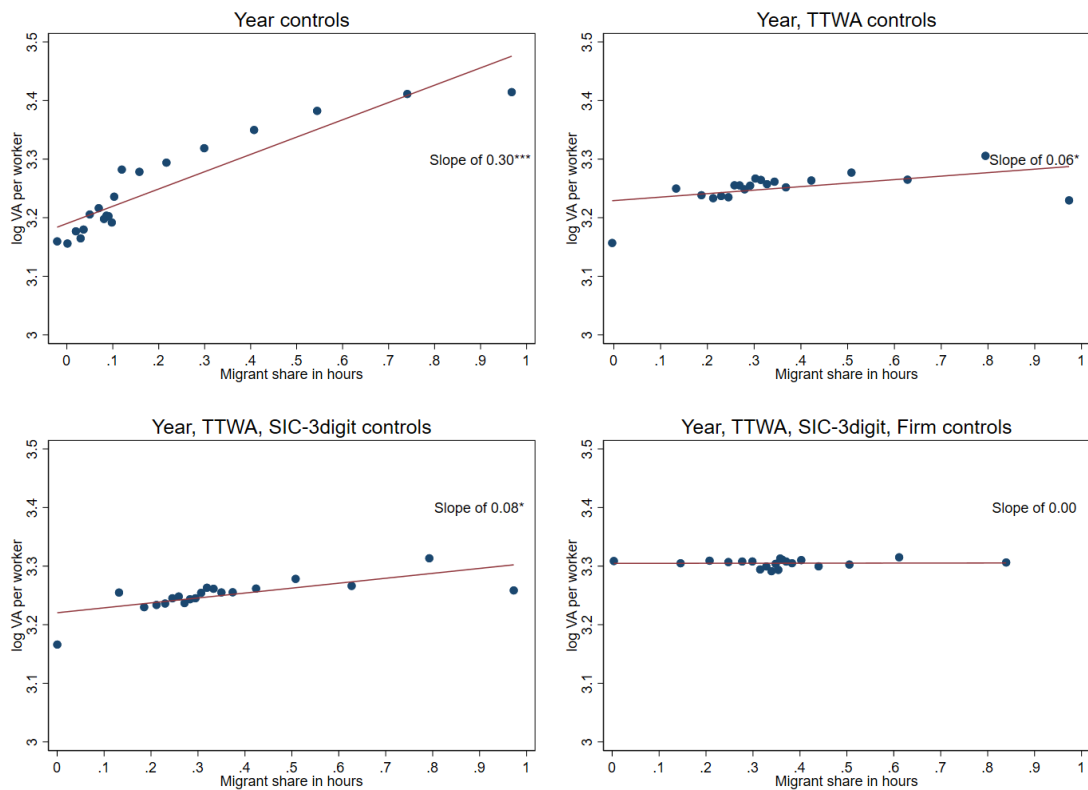 Year controls
3.5
3.4
3.3
3.2
3.1
3
log VA per worker
Slope of 0.30***
0 .1 .2 .3 .4 .5 .6 .7 .8 .9 1
Migrant share in hours
Year, TTWA controls
3.5
3.4
3.3
3.2
3.1
3
log VA per worker
Slope of 0.06*
0 .1 .2 .3 .4 .5 .6 .7 .8 .9 1
Migrant share in hours
Year, TTWA, SIC-3digit controls
3.5
3.4
3.3
3.2
3.1
3
log VA per worker
Slope of 0.08*
0 .1 .2 .3 .4 .5 .6 .7 .8 .9 1
Migrant share in hours
Year, TTWA, SIC-3digit, Firm controls
3.5
3.4
3.3
3.2
3.1
3
log VA per worker
Slope of 0.00
0 .1 .2 .3 .4 .5 .6 .7 .8 .9 1
Migrant share in hours